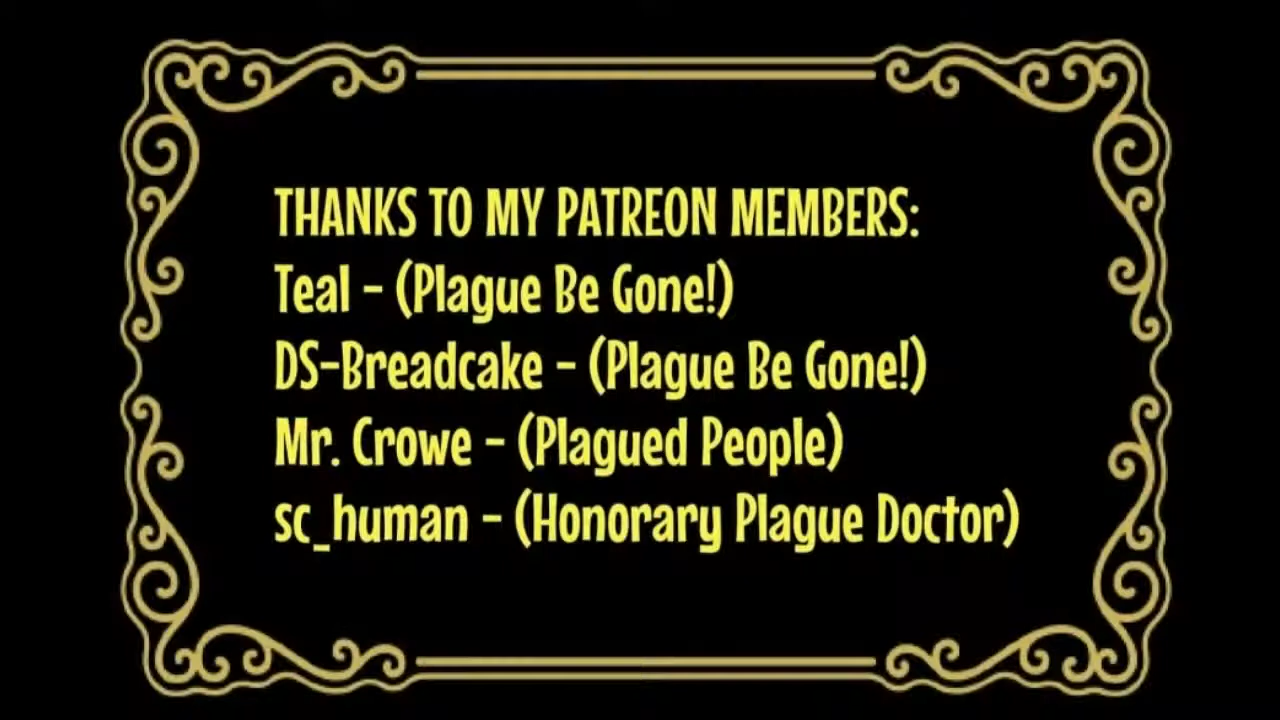 THANKS TO MY PATREON MEMBERS:
Teal - (Plague Be Gone!)
DS-Breadcake - (Plague Be Gone!)
Mr. Crowe - (Plagued People)
sc_human - (Honorary Plague Doctor)